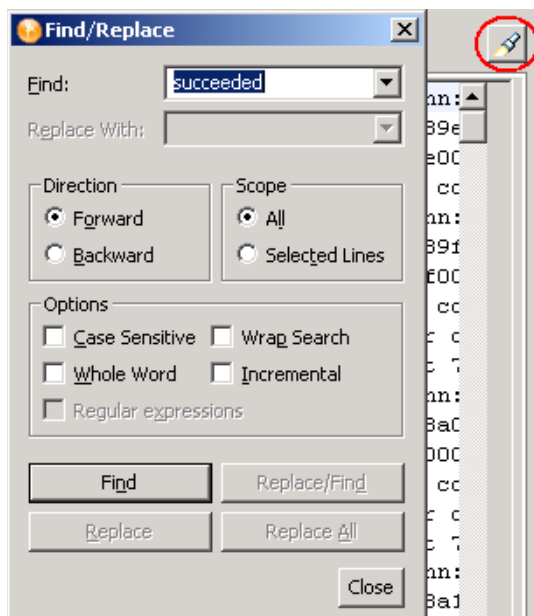 Find/Replace
Find: succeeded
Replace With:
Direction Scope
Forward All
Backward Selected Lines
Options
Case Sensitive Wrap Search
Whole Word Incremental
Regular expressions
Find Replace/Find
Replace Replace All
Close